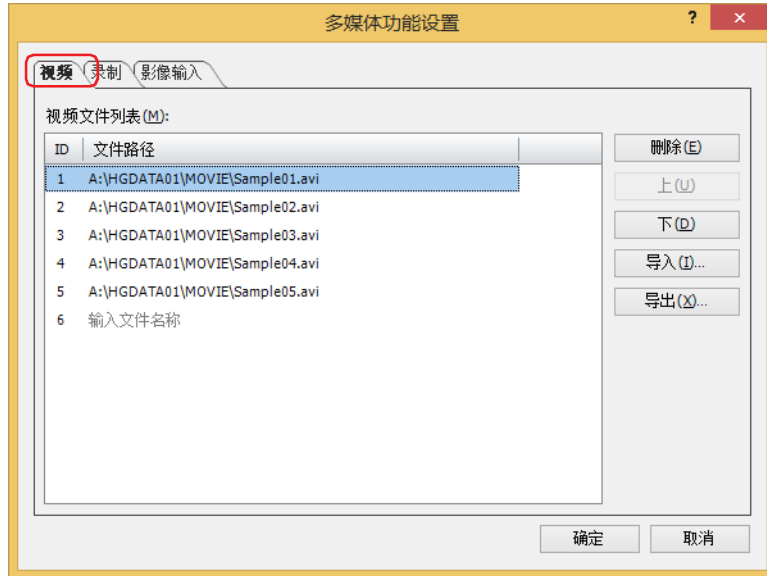 多媒体功能设置
?
×
视频 录制 影像输入
视频文件列表(M):
ID 文件路径
删除(E)
1 A:\HGDATA01\MOVIE\Sample01.avi
上(U)
2 A:\HGDATA01\MOVIE\Sample02.avi
下(D)
3 A:\HGDATA01\MOVIE\Sample03.avi
4 A:\HGDATA01\MOVIE\Sample04.avi
导入(I)...
5 A:\HGDATA01\MOVIE\Sample05.avi
导出(X)...
6 输入文件名称
确定 取消